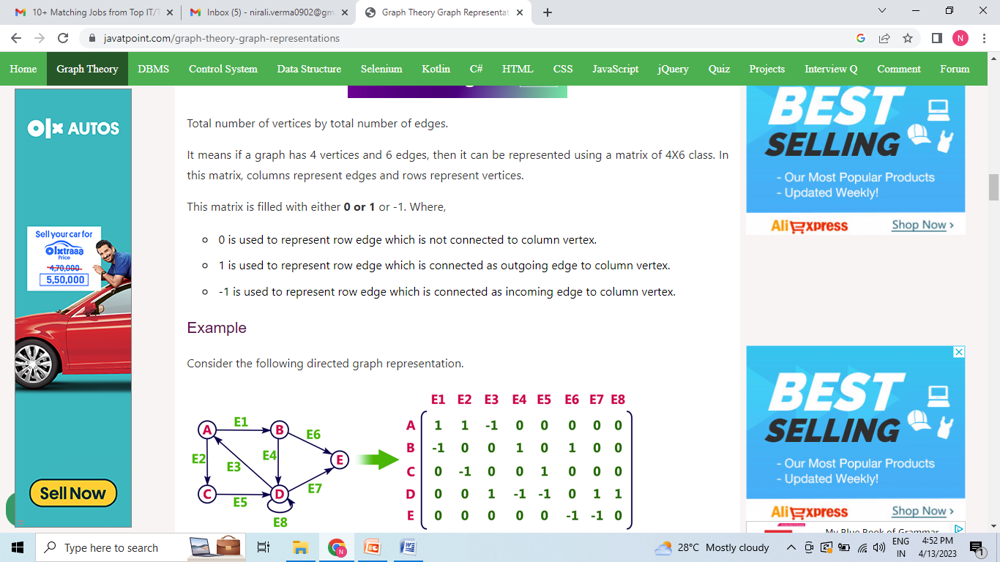 10+ Matching Jobs from Top IT/T
Inbox (5) - nirali.verma0902@gm
Graph Theory Graph Representat
javatpoint.com/graph-theory-graph-representations
N
Home Graph Theory DBMS Control System Data Structure Selenium Kotlin C# HTML CSS JavaScript jQuery Quiz Projects Interview Q Comment Forum
olx AUTOS
Sell your car for
olxtraaa
Price
4,70,000
5,50,000
Sell Now
Total number of vertices by total number of edges.
It means if a graph has 4 vertices and 6 edges, then it can be represented using a matrix of 4X6 class. In
this matrix, columns represent edges and rows represent vertices.
This matrix is filled with either 0 or 1 or -1. Where,
0 is used to represent row edge which is not connected to column vertex.
1 is used to represent row edge which is connected as outgoing edge to column vertex.
-1 is used to represent row edge which is connected as incoming edge to column vertex.
Example
Consider the following directed graph representation.
A E1 B E6
E2 E3 E4 E
C E5 D E7
E8
E1 E2 E3 E4 E5 E6 E7 E8
A 1 1 -1 0 0 0 0 0
B -1 0 0 1 0 1 0 0
C 0 -1 0 0 1 0 0 0
D 0 0 1 -1 -1 0 1 1
E 0 0 0 0 0 -1 -1 0
BEST
SELLING
- Our Most Popular Products
- Updated Weekly!
AliExpress
Shop Now >
BEST
SELLING
- Our Most Popular Products
- Updated Weekly!
AliExpress
Shop Now >
My Blue Book of Grammar
Type here to search
28°C Mostly cloudy
ENG
IN
4:52 PM
4/13/2023
1